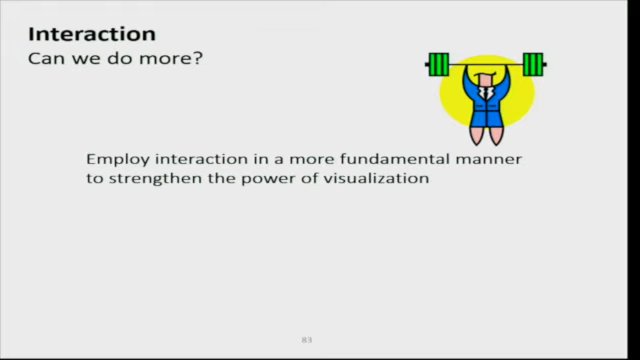 Interaction
Can we do more?
Employ interaction in a more fundamental manner
to strengthen the power of visualization
83